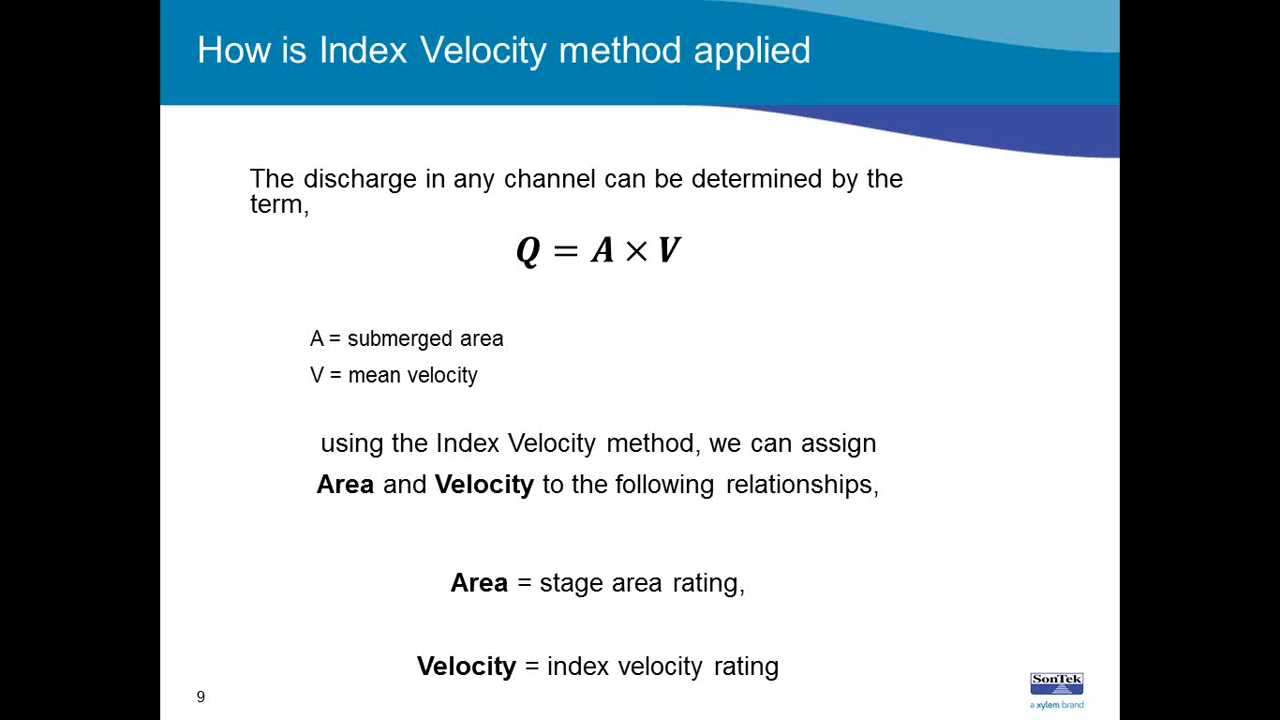 How is Index Velocity method applied
The discharge in any channel can be determined by the
term,
Q = A × V
A = submerged area
V = mean velocity
using the Index Velocity method, we can assign
Area and Velocity to the following relationships,
Area = stage area rating,
Velocity = index velocity rating
9
SonTek
a xylem brand